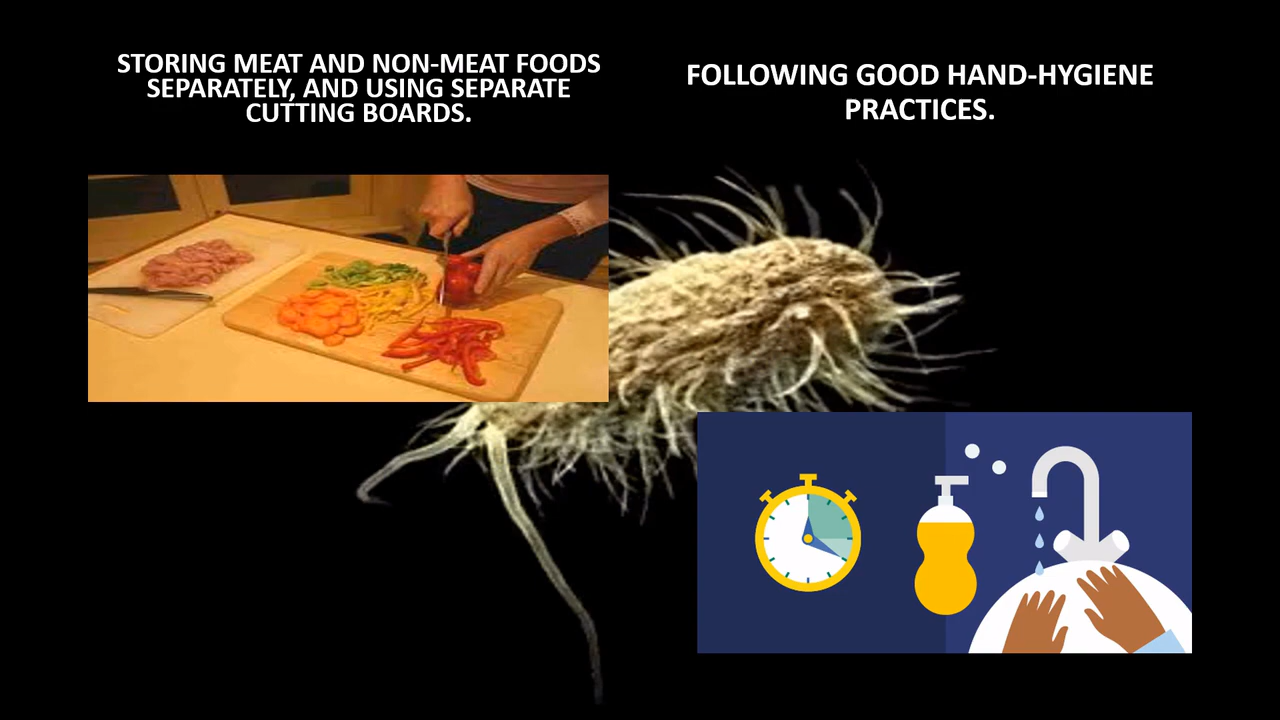 STORING MEAT AND NON-MEAT FOODS
SEPARATELY, AND USING SEPARATE
CUTTING BOARDS.
FOLLOWING GOOD HAND-HYGIENE
PRACTICES.